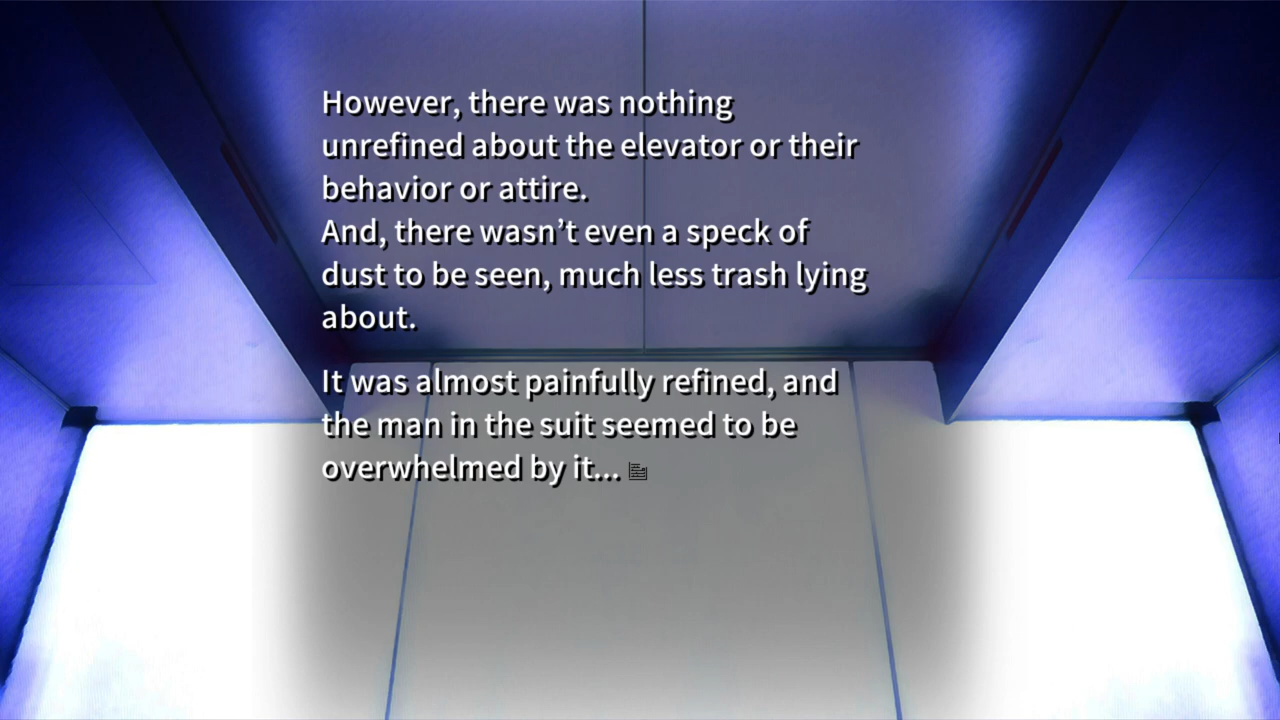 However, there was nothing
unrefined about the elevator or their
behavior or attire.
And, there wasn’t even a speck of
dust to be seen, much less trash lying
about.
It was almost painfully refined, and
the man in the suit seemed to be
overwhelmed by it...